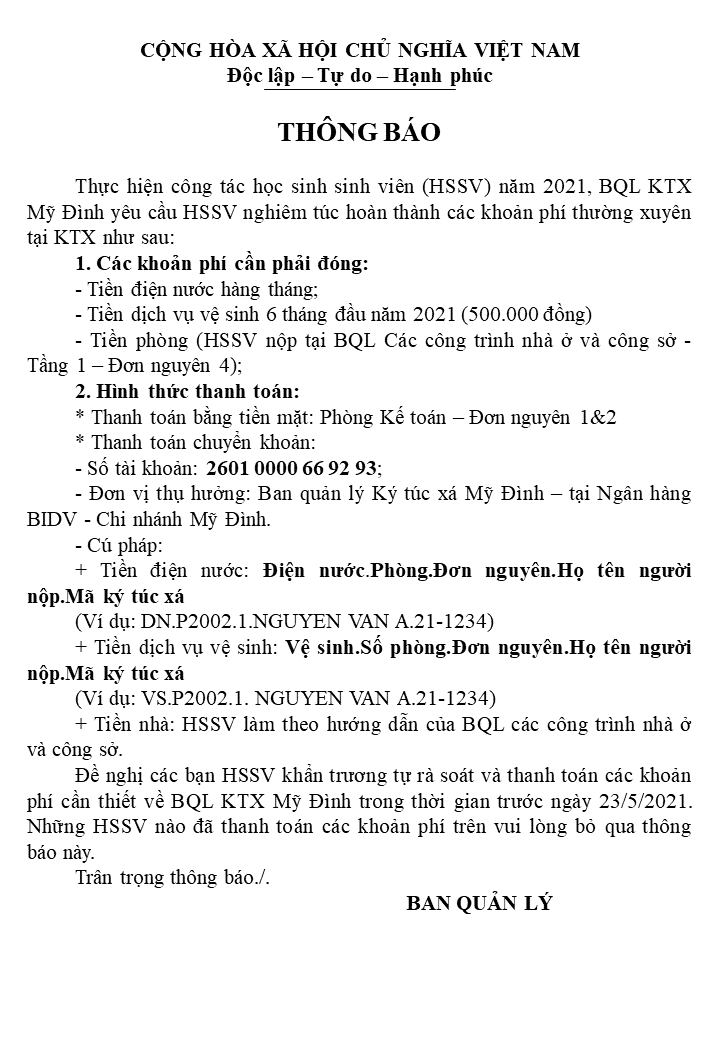 CỘNG HÒA XÃ HỘI CHỦ NGHĨA VIỆT NAM
Độc lập – Tự do – Hạnh phúc
THÔNG BÁO
Thực hiện công tác học sinh sinh viên (HSSV) năm 2021, BQL KTX
Mỹ Đình yêu cầu HSSV nghiêm túc hoàn thành các khoản phí thường xuyên
tại KTX như sau:
1. Các khoản phí cần phải đóng:
- Tiền điện nước hàng tháng;
- Tiền dịch vụ vệ sinh 6 tháng đầu năm 2021 (500.000 đồng)
- Tiền phòng (HSSV nộp tại BQL Các công trình nhà ở và công sở -
Tầng 1 – Đơn nguyên 4);
2. Hình thức thanh toán:
* Thanh toán bằng tiền mặt: Phòng Kế toán – Đơn nguyên 1&2
* Thanh toán chuyển khoản:
- Số tài khoản: 2601 0000 66 92 93;
- Đơn vị thụ hưởng: Ban quản lý Ký túc xá Mỹ Đình – tại Ngân hàng
BIDV - Chi nhánh Mỹ Đình.
- Cú pháp:
+ Tiền điện nước: Điện nước.Phòng.Đơn nguyên.Họ tên người
nộp.Mã ký túc xá
(Ví dụ: DN.P2002.1.NGUYEN VAN A.21-1234)
+ Tiền dịch vụ vệ sinh: Vệ sinh.Số phòng.Đơn nguyên.Họ tên người
nộp.Mã ký túc xá
(Ví dụ: VS.P2002.1. NGUYEN VAN A.21-1234)
+ Tiền nhà: HSSV làm theo hướng dẫn của BQL các công trình nhà ở
và công sở.
Đề nghị các bạn HSSV khẩn trương tự rà soát và thanh toán các khoản
phí cần thiết về BQL KTX Mỹ Đình trong thời gian trước ngày 23/5/2021.
Những HSSV nào đã thanh toán các khoản phí trên vui lòng bỏ qua thông
báo này.
Trân trọng thông báo./.
BAN QUẢN LÝ